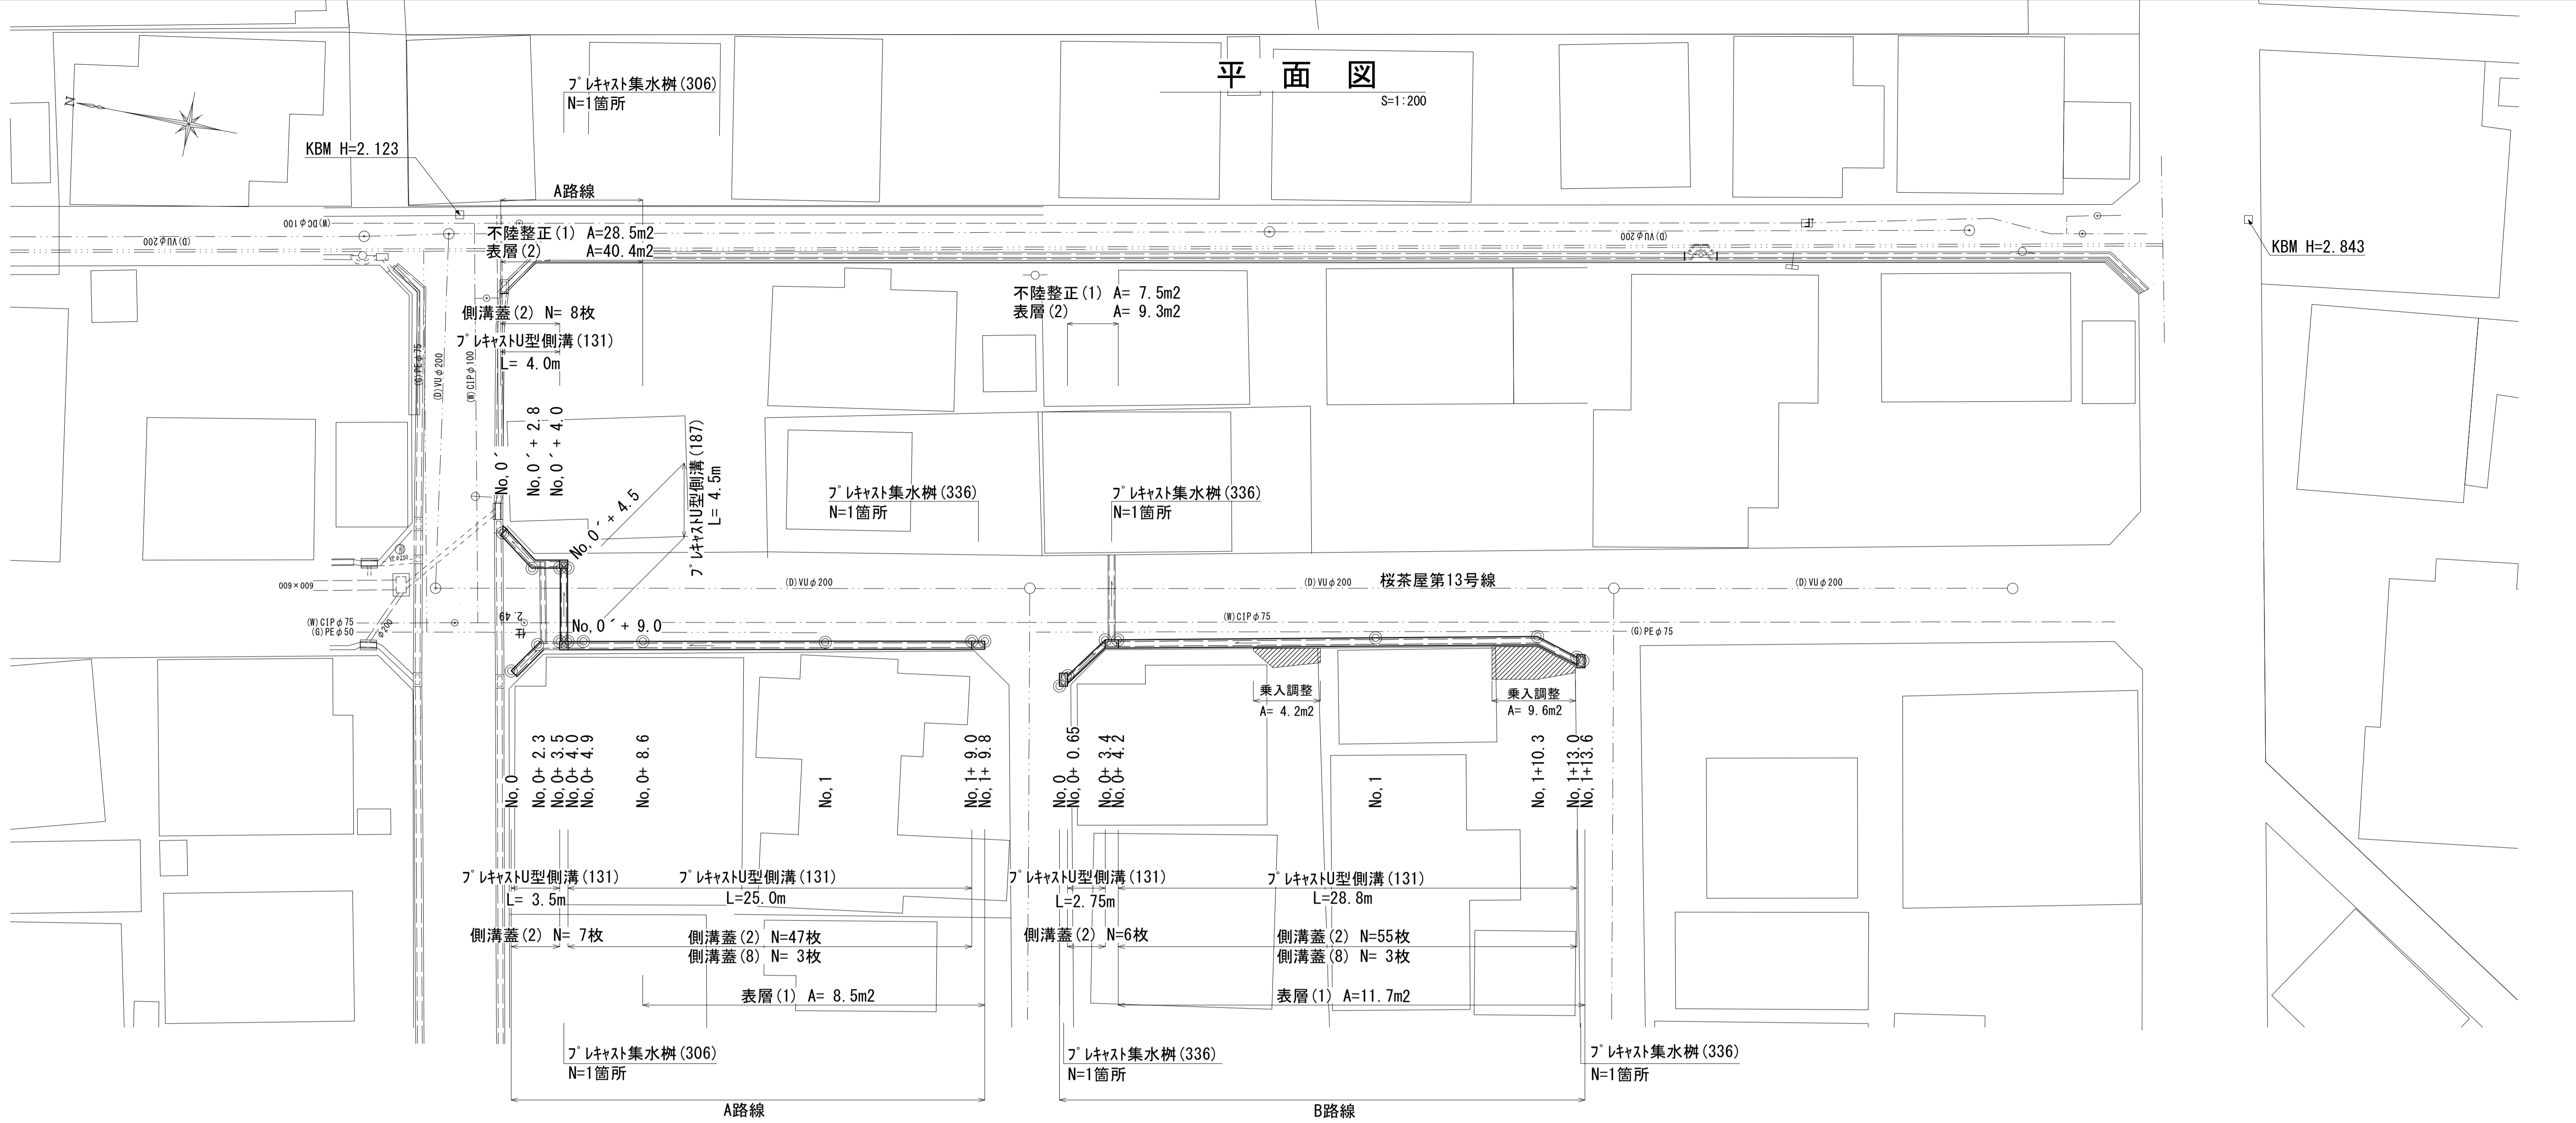 平面図
S=1:200
N
プレキャスト集水桝(306)
N=1箇所
KBM H=2.123
A路線
(W)DCφ100
(D)VUφ200
不陸整正(1) A=28.5m2
表層(2) A=40.4m2
(D)VUφ200
KBM H=2.843
側溝蓋(2) N= 8枚
プレキャストU型側溝(131)
L= 4.0m
不陸整正(1) A= 7.5m2
表層(2) A= 9.3m2
(G)PEφ75
(D)VUφ200
(W)CIPφ100
No,0´
No,0´+ 2.8
No,0´+ 4.0
No,0´+ 4.5
プレキャストU型側溝(187)
L= 4.5m
プレキャスト集水桝(336)
N=1箇所
プレキャスト集水桝(336)
N=1箇所
VPφ250
600×600
(D)VUφ200
(D)VUφ200
桜茶屋第13号線
(D)VUφ200
(W)CIPφ75
(G)PEφ50
φ200
2.49
仕
No,0´+ 9.0
(W)CIPφ75
(G)PEφ75
乗入調整
A= 4.2m2
乗入調整
A= 9.6m2
No,0
No,0+ 2.3
No,0+ 3.5
No,0+ 4.0
No,0+ 4.9
No,0+ 8.6
No,1
No,1+ 9.0
No,1+ 9.8
No,0
No,0+ 0.65
No,0+ 3.4
No,0+ 4.2
No,1
No,1+10.3
No,1+13.0
No,1+13.6
プレキャストU型側溝(131)
L= 3.5m
プレキャストU型側溝(131)
L=25.0m
プレキャストU型側溝(131)
L=2.75m
プレキャストU型側溝(131)
L=28.8m
側溝蓋(2) N= 7枚
側溝蓋(2) N=47枚
側溝蓋(8) N= 3枚
側溝蓋(2) N=6枚
側溝蓋(2) N=55枚
側溝蓋(8) N= 3枚
表層(1) A= 8.5m2
表層(1) A=11.7m2
プレキャスト集水桝(306)
N=1箇所
プレキャスト集水桝(336)
N=1箇所
プレキャスト集水桝(336)
N=1箇所
A路線
B路線